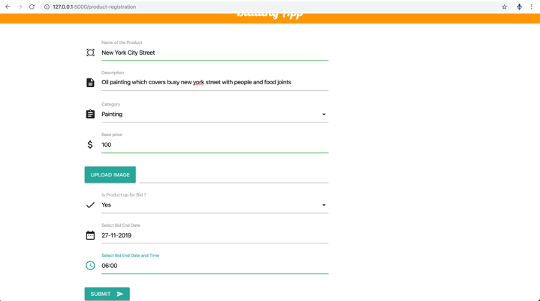 127.0.0.1:5000/product-registration
Bidding App
Name of the Product
New York City Street
Description
Oil painting which covers busy new york street with people and food joints
Category
Painting
Base price
100
UPLOAD IMAGE
Is Product up for Bid ?
Yes
Select Bid End Date
27-11-2019
Select Bid End Date and Time
06:00
SUBMIT